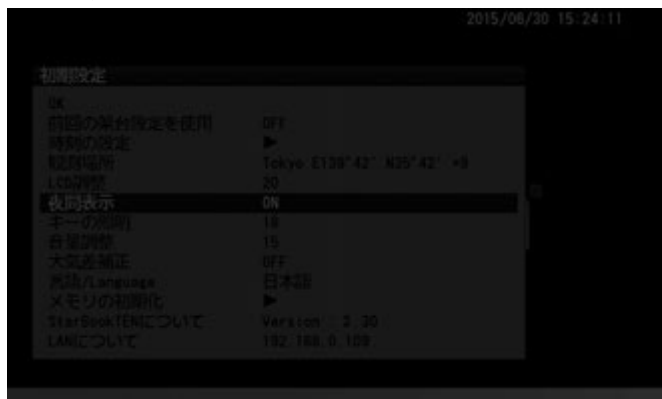 2015/06/30 15:24:11
初期設定
OK
前回の架台設定を使用 OFF
時刻の設定 ▶
観測場所 Tokyo E139°42' N35°42' +9
LCD調整 20
夜間表示 ON
キーの照明 18
音量調整 15
大気差補正 OFF
言語/Language 日本語
メモリの初期化 ▶
StarBookTENについて Version : 3.30
LANについて 192.168.0.109